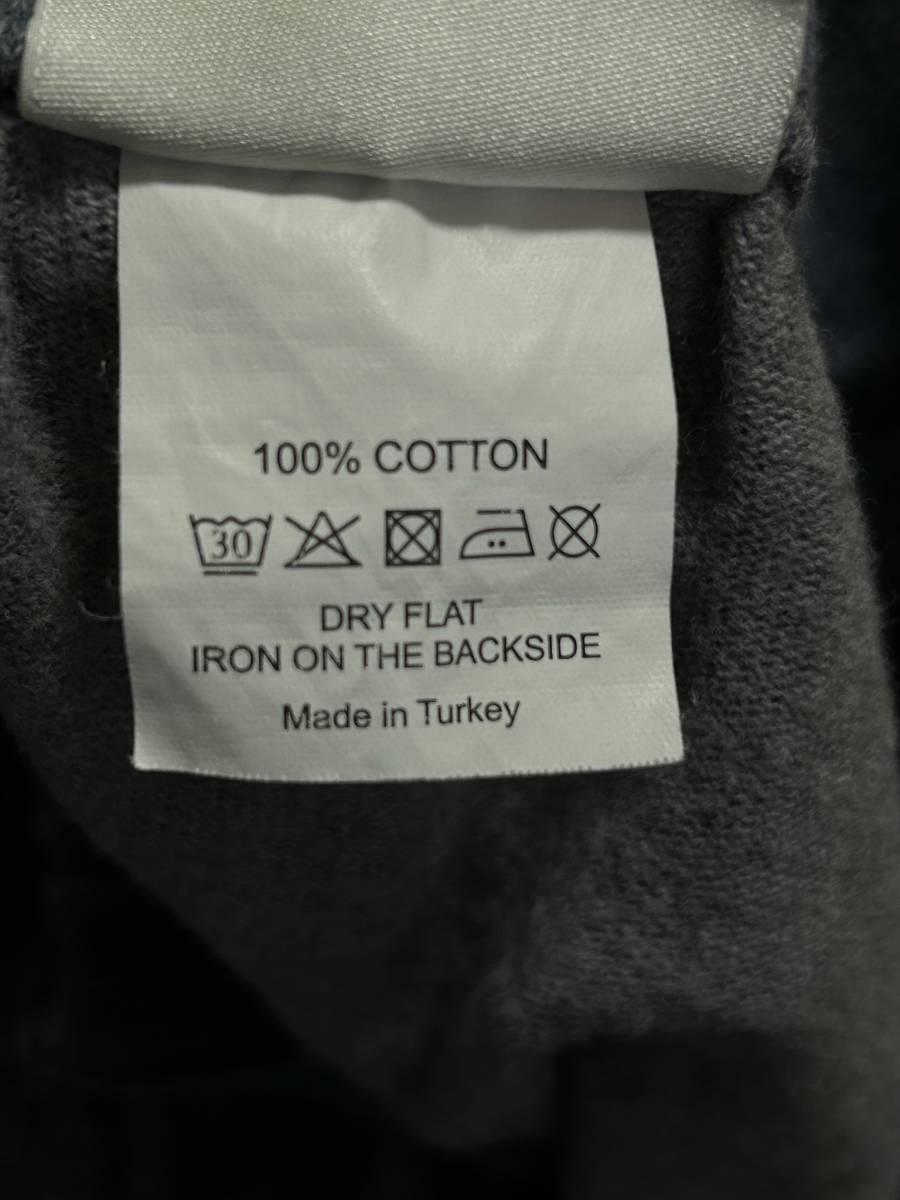 100% COTTON
30
DRY FLAT
IRON ON THE BACKSIDE
Made in Turkey